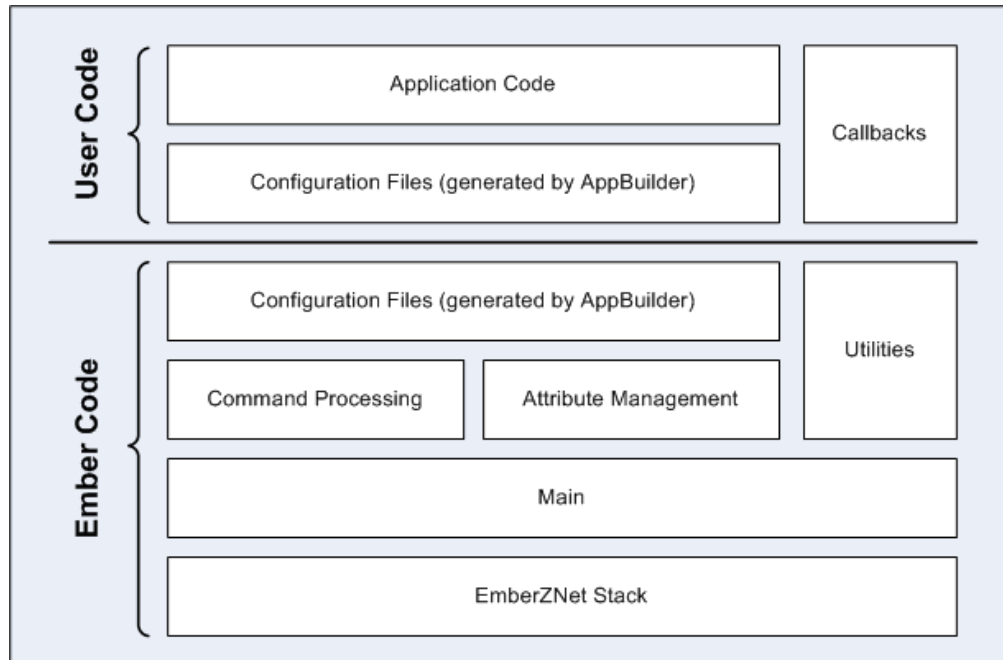 User Code
Application Code
Callbacks
Configuration Files (generated by AppBuilder)
Ember Code
Configuration Files (generated by AppBuilder)
Utilities
Command Processing
Attribute Management
Main
EmberZNet Stack